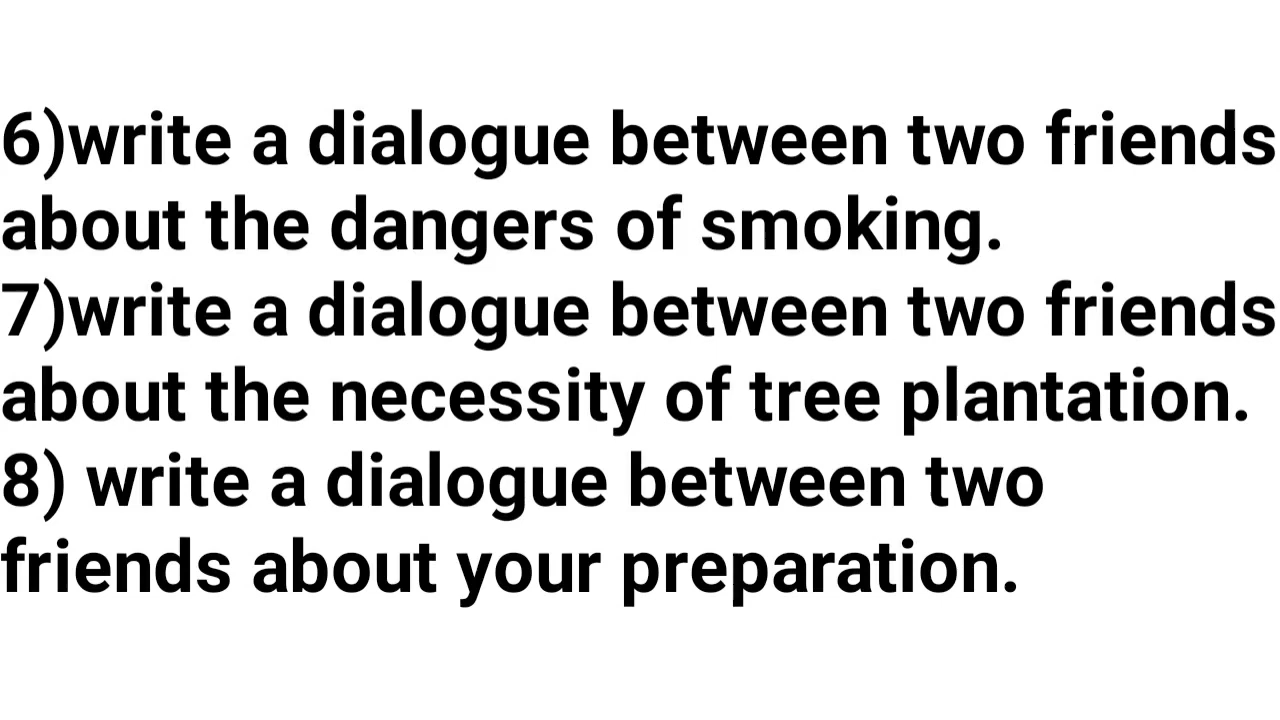 6)write a dialogue between two friends
about the dangers of smoking.
7)write a dialogue between two friends
about the necessity of tree plantation.
8) write a dialogue between two
friends about your preparation.